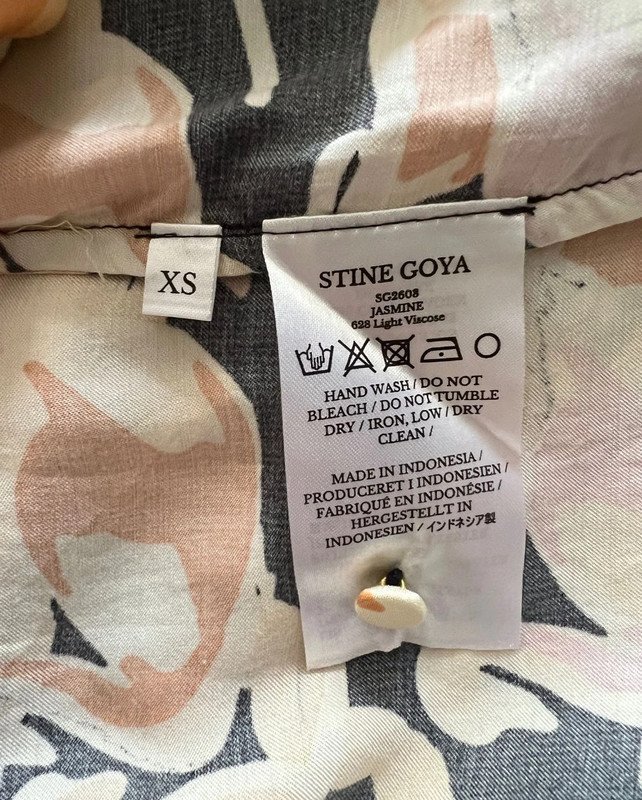 XS
STINE GOYA
SG2603
JASMINE
628 Light Viscose
HAND WASH / DO NOT
BLEACH / DO NOT TUMBLE
DRY / IRON, LOW / DRY
CLEAN /
MADE IN INDONESIA /
PRODUCERET I INDONESIEN /
FABRIQUÉ EN INDONÉSIE /
HERGESTELLT IN
INDONESIEN / インドネシア製